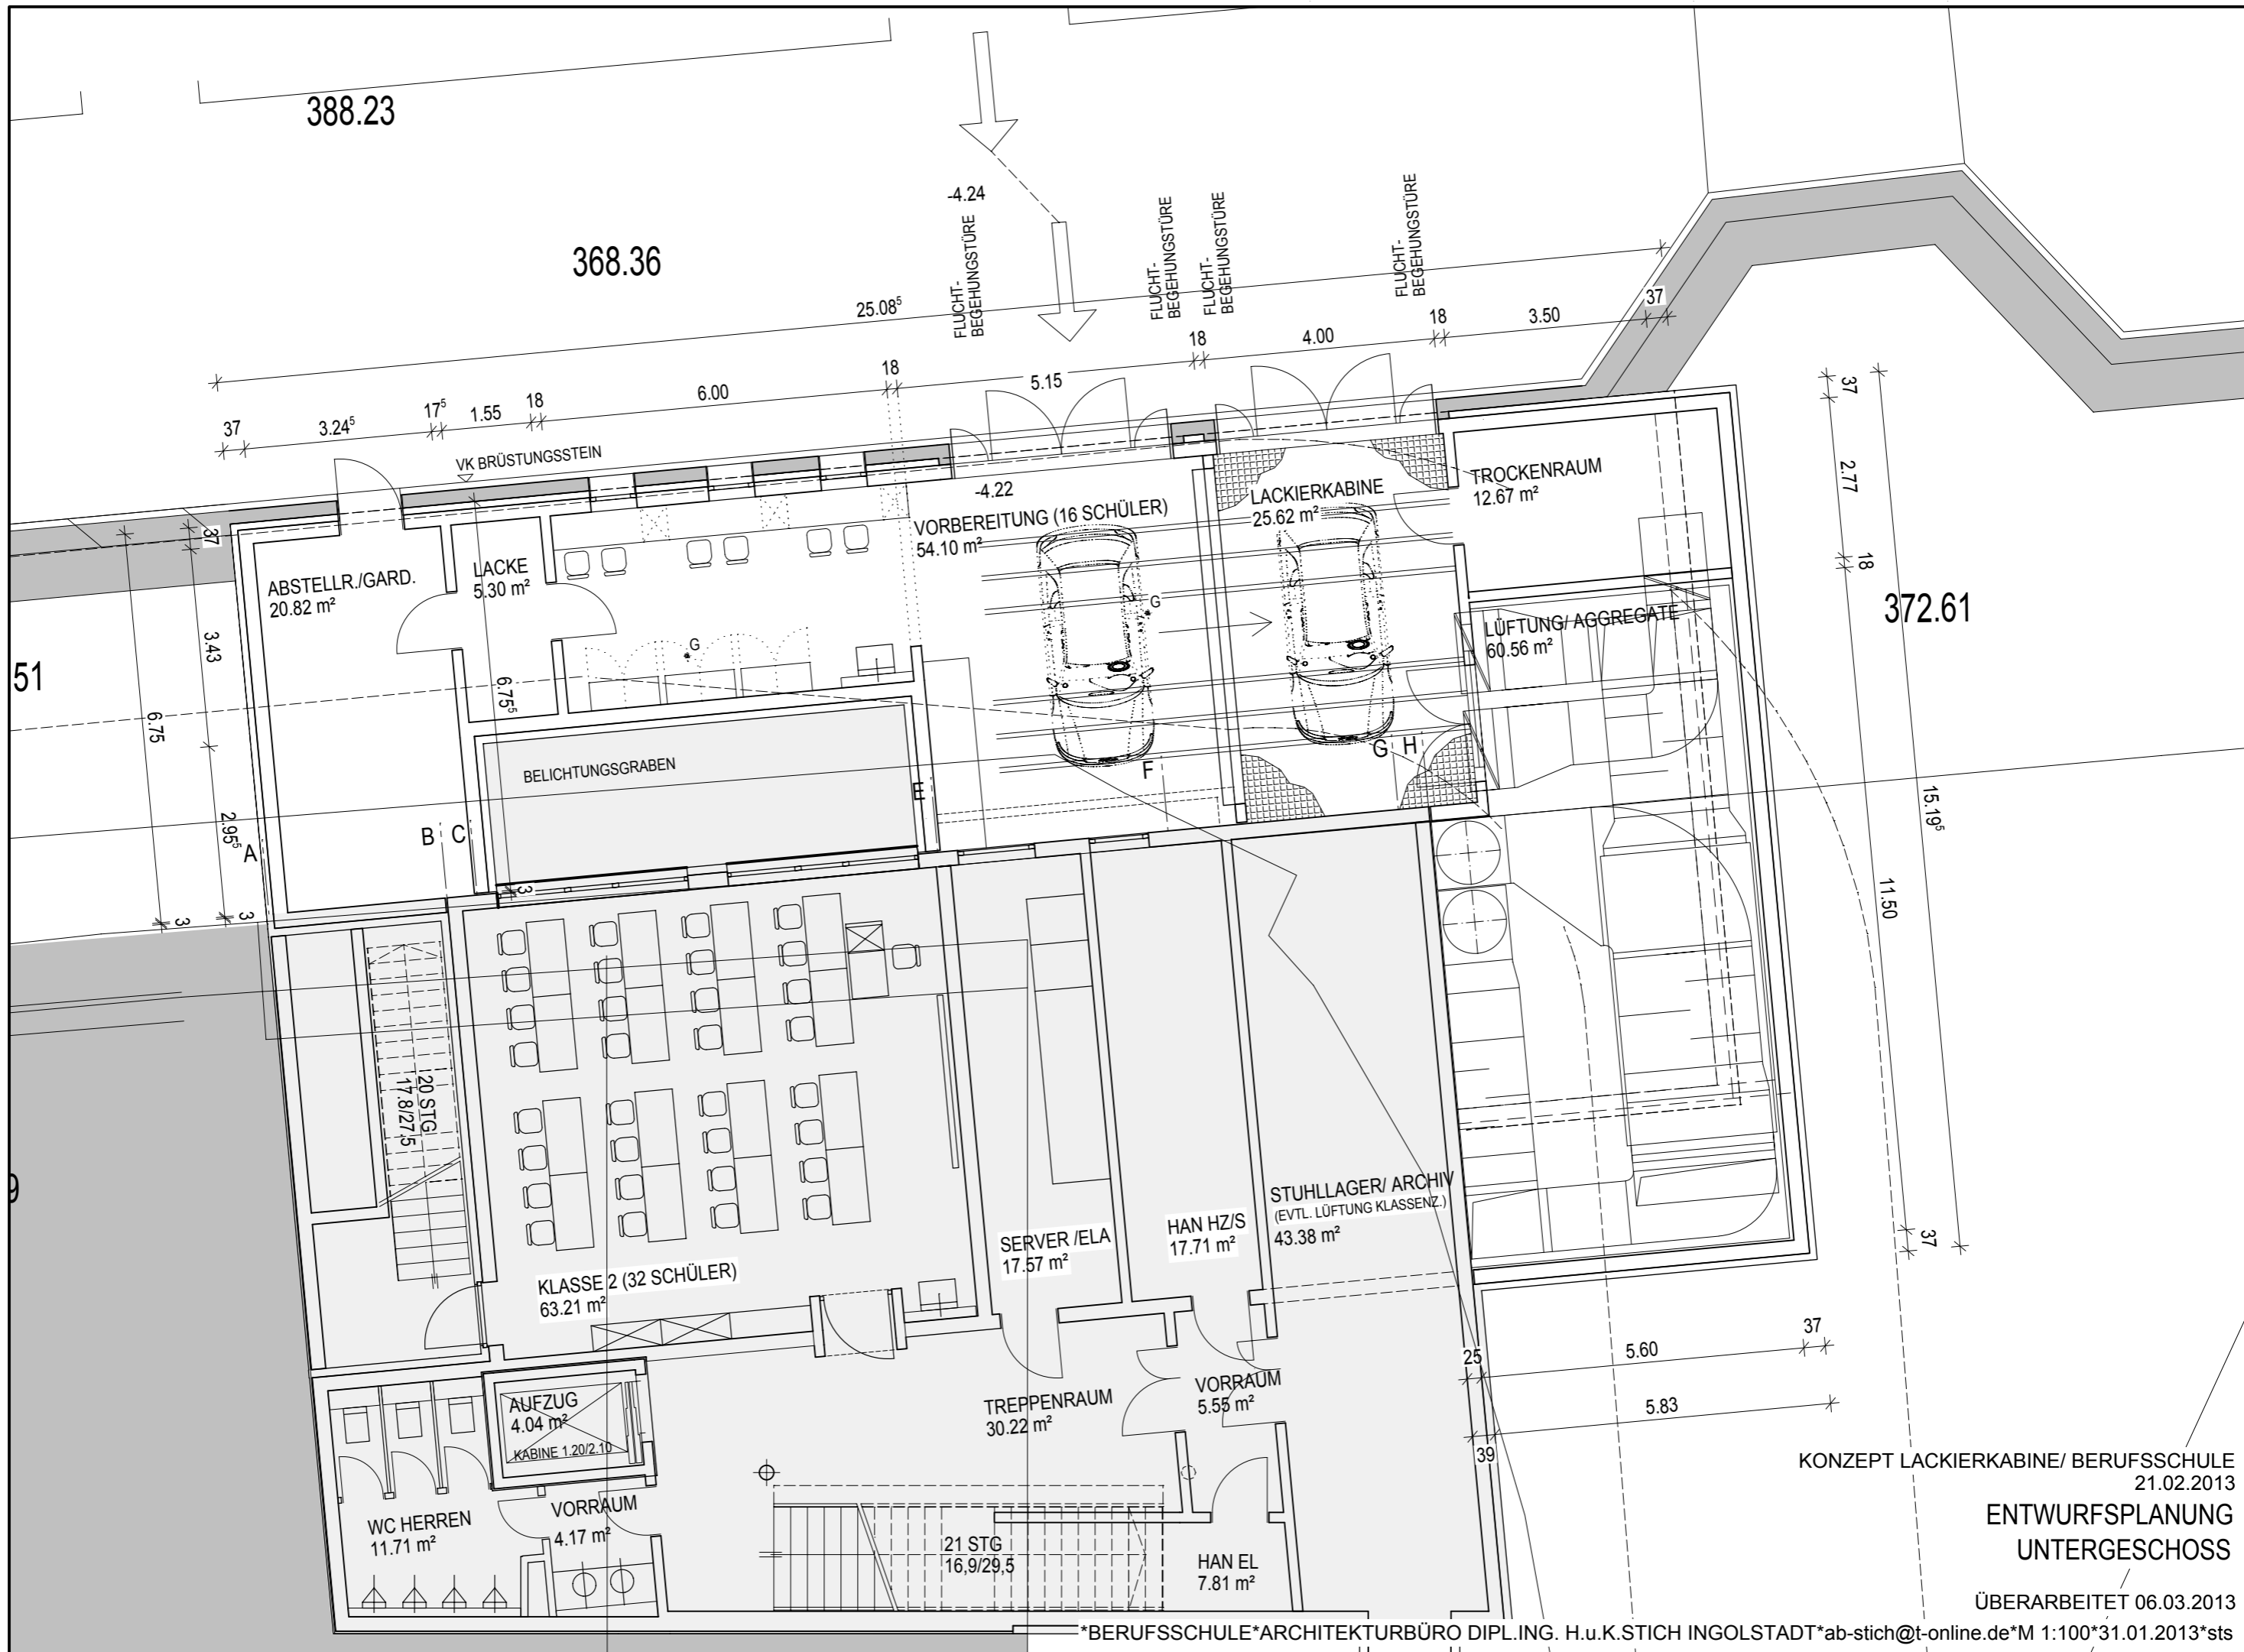 388.23
368.36
-4.24
FLUCHT-
BEGEHUNGSTÜRE
FLUCHT-
BEGEHUNGSTÜRE
FLUCHT-
BEGEHUNGSTÜRE
FLUCHT-
BEGEHUNGSTÜRE
25.08⁵
37
3.24⁵
17⁵
1.55
18
6.00
18
5.15
18
4.00
18
3.50
37
VK BRÜSTUNGSSTEIN
37
2.77
18
15.19⁵
11.50
37
372.61
51
9
37
3.43
6.75
2.95⁵
3
3
6.75⁵
3
ABSTELLR./GARD.
20.82 m²
LACKE
5.30 m²
-4.22
VORBEREITUNG (16 SCHÜLER)
54.10 m²
LACKIERKABINE
25.62 m²
TROCKENRAUM
12.67 m²
LÜFTUNG/ AGGREGATE
60.56 m²
G
G
BELICHTUNGSGRABEN
A
B
C
E
F
G
H
20 STG
17.8/27.5
KLASSE 2 (32 SCHÜLER)
63.21 m²
SERVER /ELA
17.57 m²
HAN HZ/S
17.71 m²
STUHLLAGER/ ARCHIV
(EVTL. LÜFTUNG KLASSENZ.)
43.38 m²
AUFZUG
4.04 m²
KABINE 1.20/2.10
TREPPENRAUM
30.22 m²
VORRAUM
5.55 m²
WC HERREN
11.71 m²
VORRAUM
4.17 m²
21 STG
16,9/29,5
HAN EL
7.81 m²
25
5.60
37
5.83
39
KONZEPT LACKIERKABINE/ BERUFSSCHULE
21.02.2013
ENTWURFSPLANUNG
UNTERGESCHOSS
ÜBERARBEITET 06.03.2013
*BERUFSSCHULE*ARCHITEKTURBÜRO DIPL.ING. H.u.K.STICH INGOLSTADT*ab-stich@t-online.de*M 1:100*31.01.2013*sts